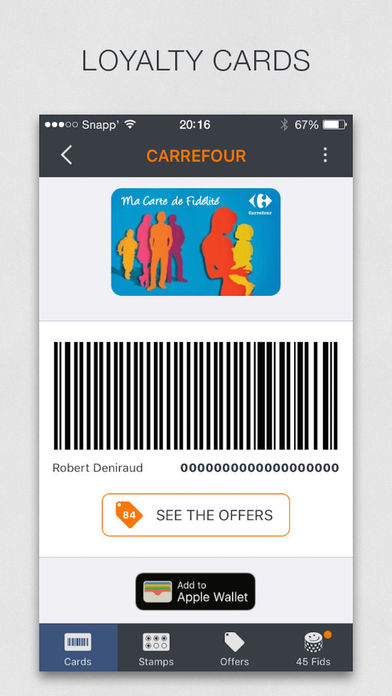 LOYALTY CARDS
Snapp' 20:16 67%
CARREFOUR
Ma Carte de Fidélité
Carrefour
Robert Deniraud 0000000000000000000
84 SEE THE OFFERS
Add to
Apple Wallet
Cards Stamps Offers 45 Fids